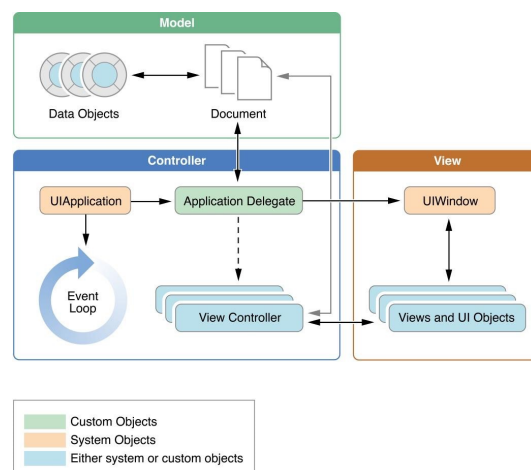 Model
Data Objects
Document
Controller
View
UIApplication
Application Delegate
UIWindow
Event
Loop
View Controller
Views and UI Objects
Custom Objects
System Objects
Either system or custom objects